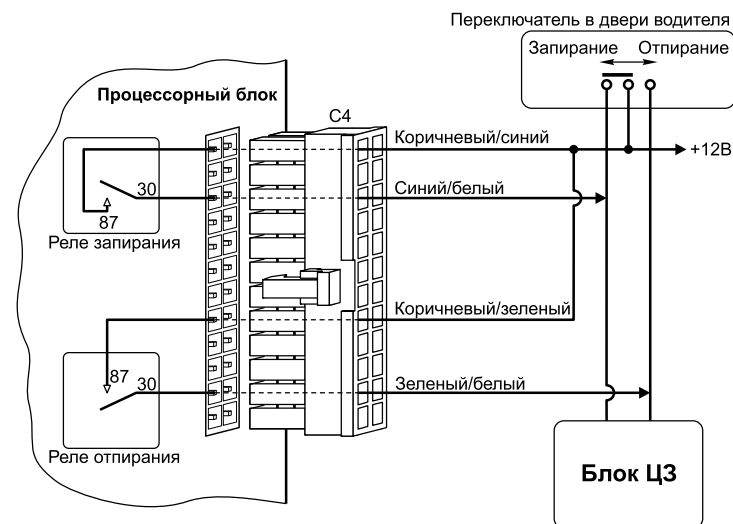 Переключатель в двери водителя
Запирание Отпирание
Процессорный блок
C4
Коричневый/синий
+12В
Синий/белый
30
87
Реле запирания
Коричневый/зеленый
87
30
Зеленый/белый
Реле отпирания
Блок ЦЗ